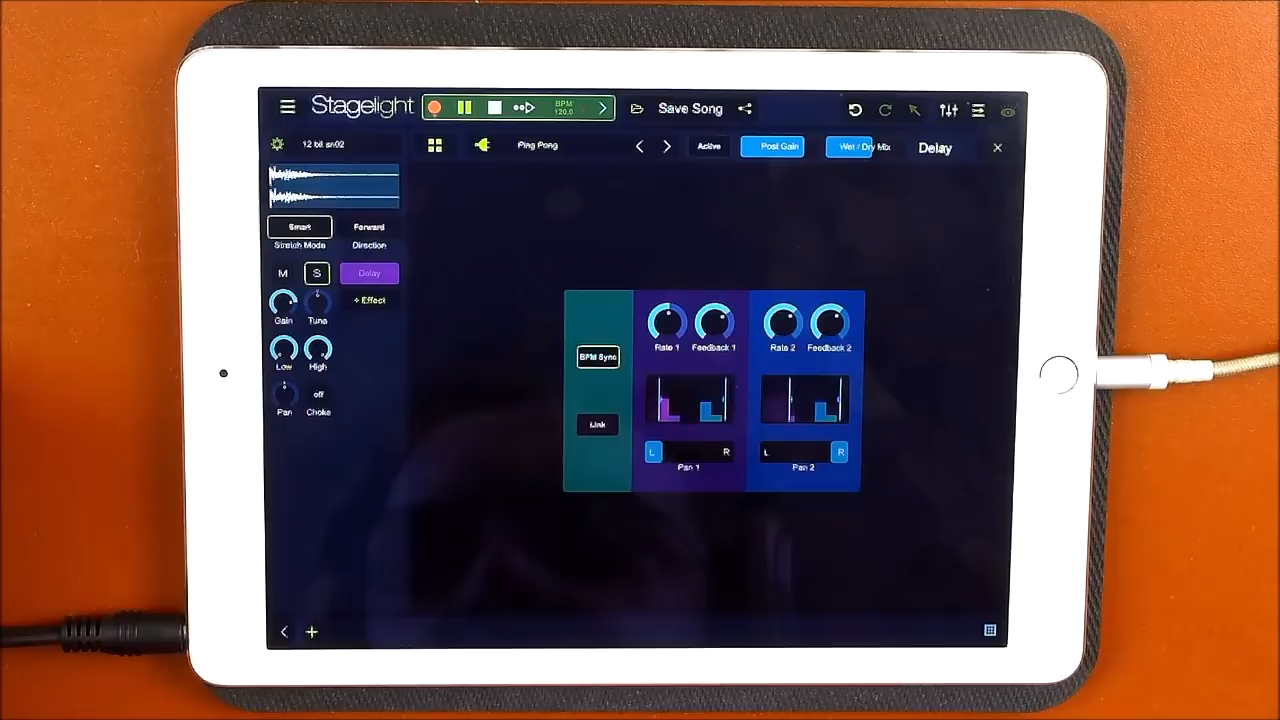 Stagelight
BPM
120.0
Save Song
12 bit sn02
Ping Pong
Active
Post Gain
Wet / Dry Mix
Delay
Smart
Forward
Stretch Mode
Direction
M
S
Delay
+ Effect
Gain
Tune
Low
High
off
Pan
Choke
BPM Sync
Link
Rate 1
Feedback 1
L
R
Pan 1
Rate 2
Feedback 2
L
R
Pan 2